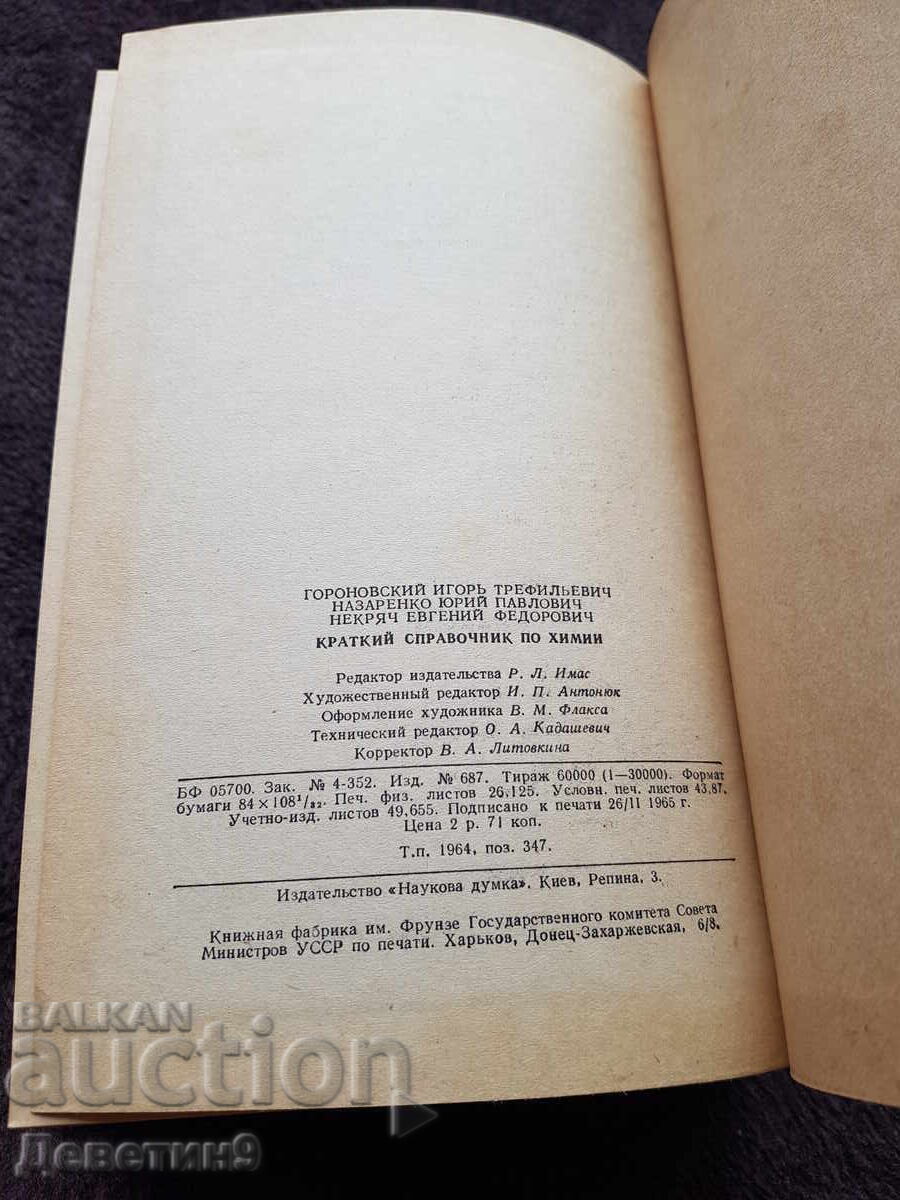 ГОРОНОВСКИЙ ИГОРЬ ТРЕФИЛЬЕВИЧ
НАЗАРЕНКО ЮРИЙ ПАВЛОВИЧ
НЕКРЯЧ ЕВГЕНИЙ ФЕДОРОВИЧ
КРАТКИЙ СПРАВОЧНИК ПО ХИМИИ
Редактор издательства Р. Л. Имас
Художественный редактор И. П. Антонюк
Оформление художника В. М. Флакса
Технический редактор О. А. Кадашевич
Корректор В. А. Литовкина
БФ 05700. Зак. № 4-352. Изд. № 687. Тираж 60000 (1—30000). Формат
бумаги 84×108¹/₃₂. Печ. физ. листов 26,125. Условн. печ. листов 43,87.
Учетно-изд. листов 49,655. Подписано к печати 26/II 1965 г.
Цена 2 р. 71 коп.
Т.п. 1964, поз. 347.
Издательство «Наукова думка». Киев, Репина, 3.
Книжная фабрика им. Фрунзе Государственного комитета Совета
Министров УССР по печати. Харьков, Донец-Захаржевская, 6/8.
BALKAN
auction
Деветин9